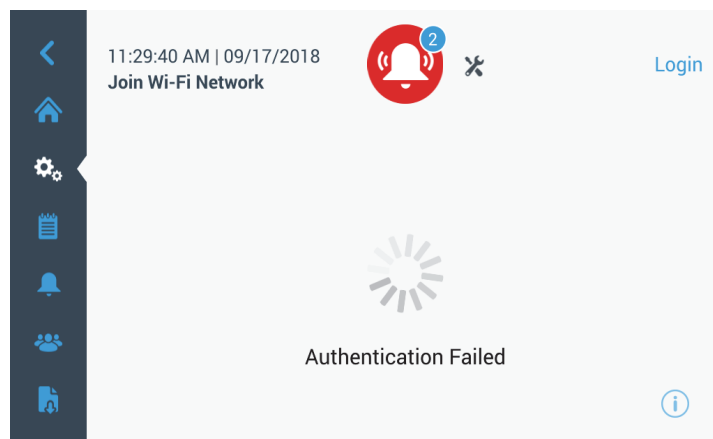 11:29:40 AM | 09/17/2018
Join Wi-Fi Network
2
Login
Authentication Failed
i